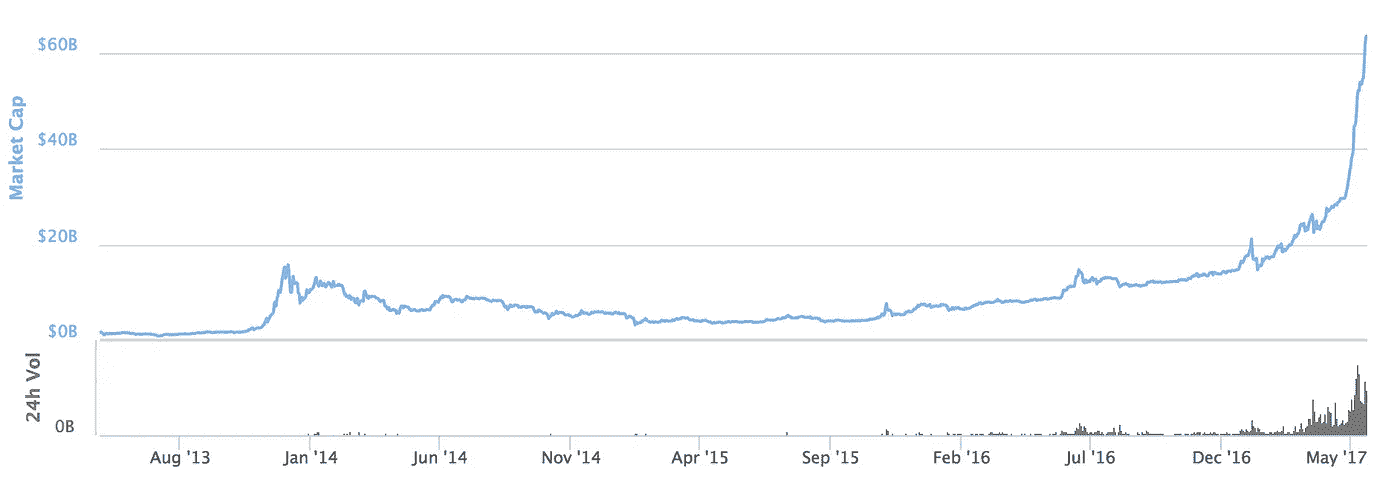 Market Cap
$60B
$40B
$20B
$0B
24h Vol
0B
Aug '13
Jan '14
Jun '14
Nov '14
Apr '15
Sep '15
Feb '16
Jul '16
Dec '16
May '17